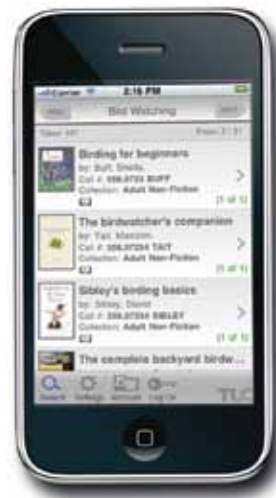 Carrier 2:15 PM
Bird Watching
Birding for beginners
by: Buff, Sheila.
Call #: 598.07234 BUFF
Collection: Adult Non-Fiction
(1 of 1)
The birdwatcher's companion
by: Tait, Malcolm.
Call #: 598.07234 TAIT
Collection: Adult Non-Fiction
(1 of 1)
Sibley's birding basics
by: Sibley, David
Call #: 598.07234 SIBLEY
Collection: Adult Non-Fiction
(1 of 1)
The complete backyard birdw...
Search Settings Account Log Out
TLC